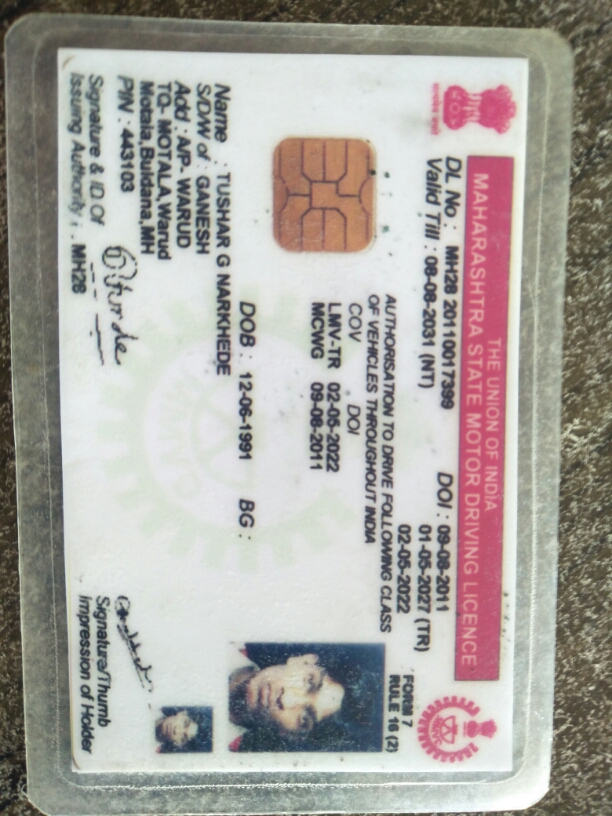 THE UNION OF INDIA
MAHARASHTRA STATE MOTOR DRIVING LICENCE
DL No : MH28 20110017399 DOI : 09-08-2011
Valid Till : 08-08-2031 (NT) 01-05-2027 (TR)
02-05-2022
FORM 7
RULE 16 (2)
AUTHORISATION TO DRIVE FOLLOWING CLASS
OF VEHICLES THROUGHOUT INDIA
COV DOI
LMV-TR 02-05-2022
MCWG 09-08-2011
DOB : 12-06-1991 BG :
Name : TUSHAR G NARKHEDE
S/D/W of : GANESH
Add : A/P- WARUD
TQ- MOTALA,Warud
Motala,Buldana,MH
PIN : 443103
Signature & ID Of
Issuing Authority : MH28
Signature/Thumb
Impression of Holder